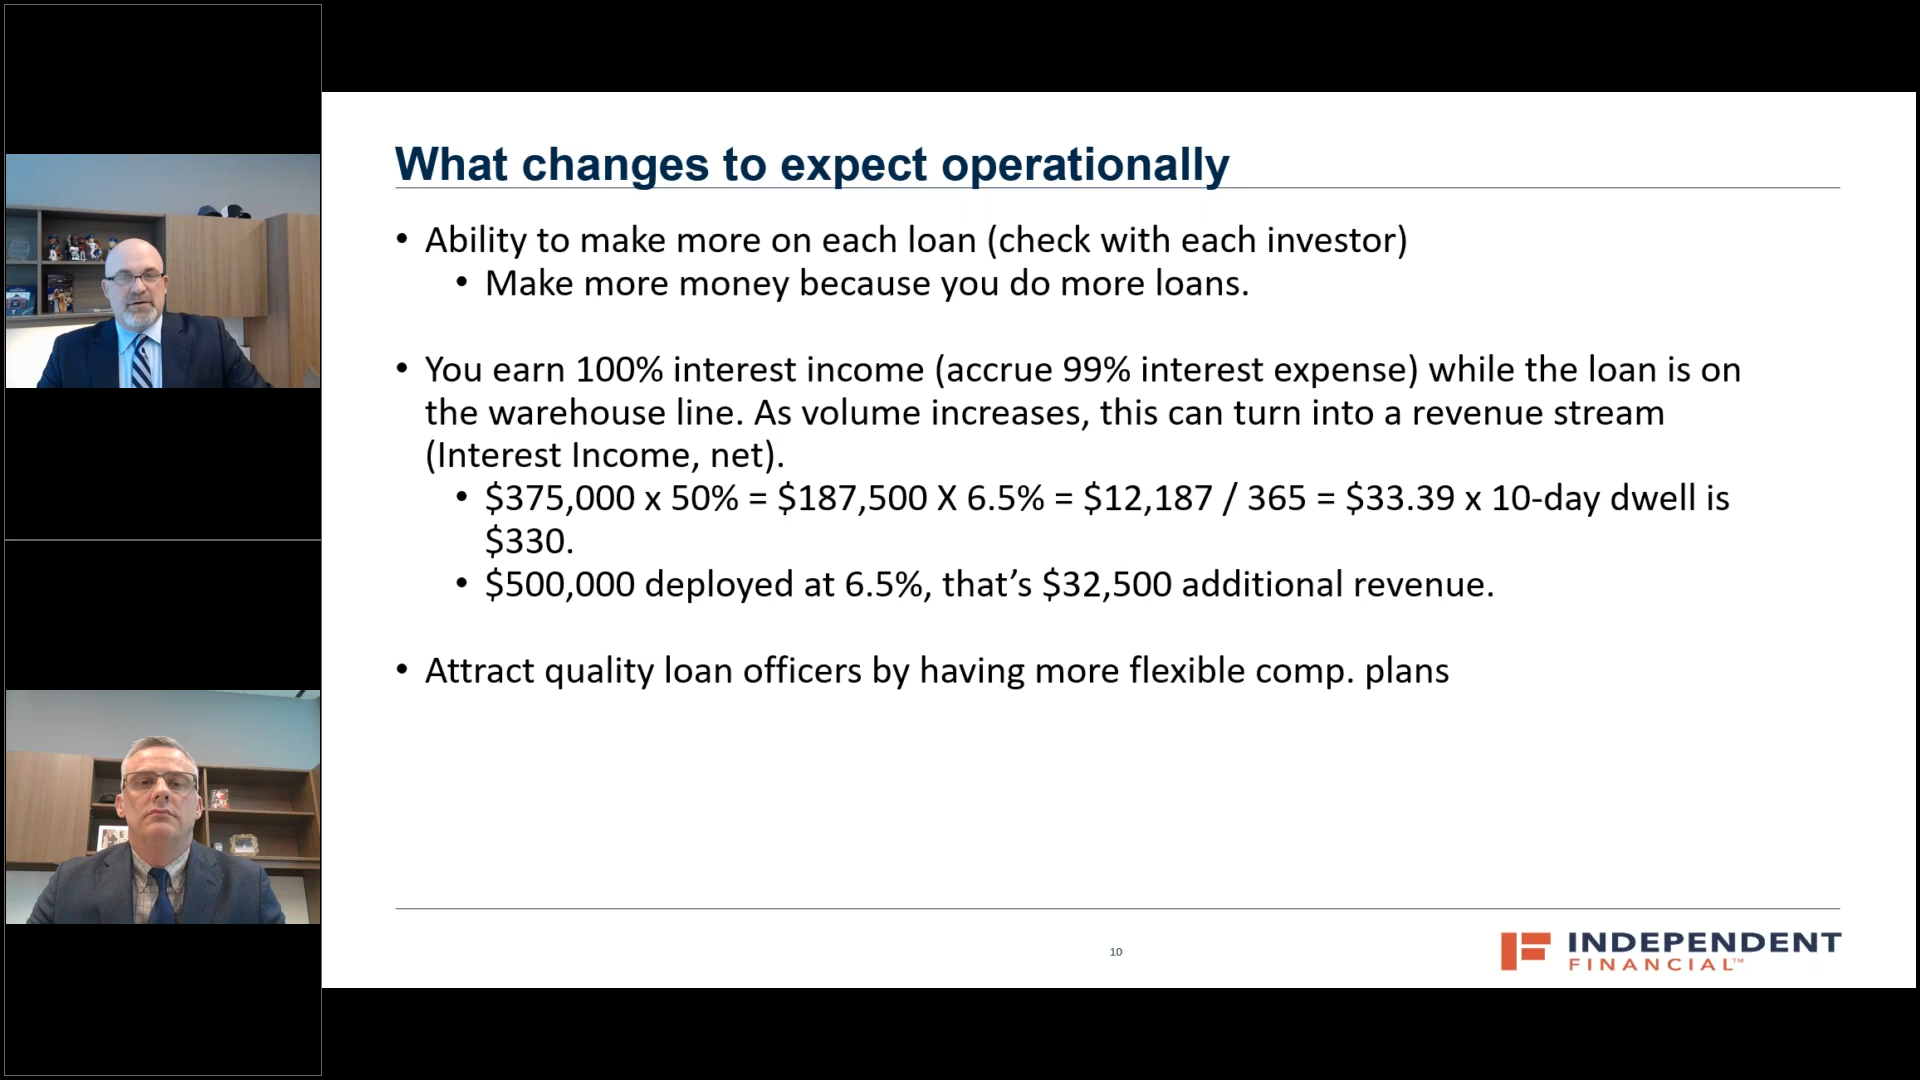 What changes to expect operationally
• Ability to make more on each loan (check with each investor)
• Make more money because you do more loans.
• You earn 100% interest income (accrue 99% interest expense) while the loan is on
the warehouse line. As volume increases, this can turn into a revenue stream
(Interest Income, net).
• $375,000 x 50% = $187,500 X 6.5% = $12,187 / 365 = $33.39 x 10-day dwell is
$330.
• $500,000 deployed at 6.5%, that’s $32,500 additional revenue.
• Attract quality loan officers by having more flexible comp. plans
10
INDEPENDENT
FINANCIAL™